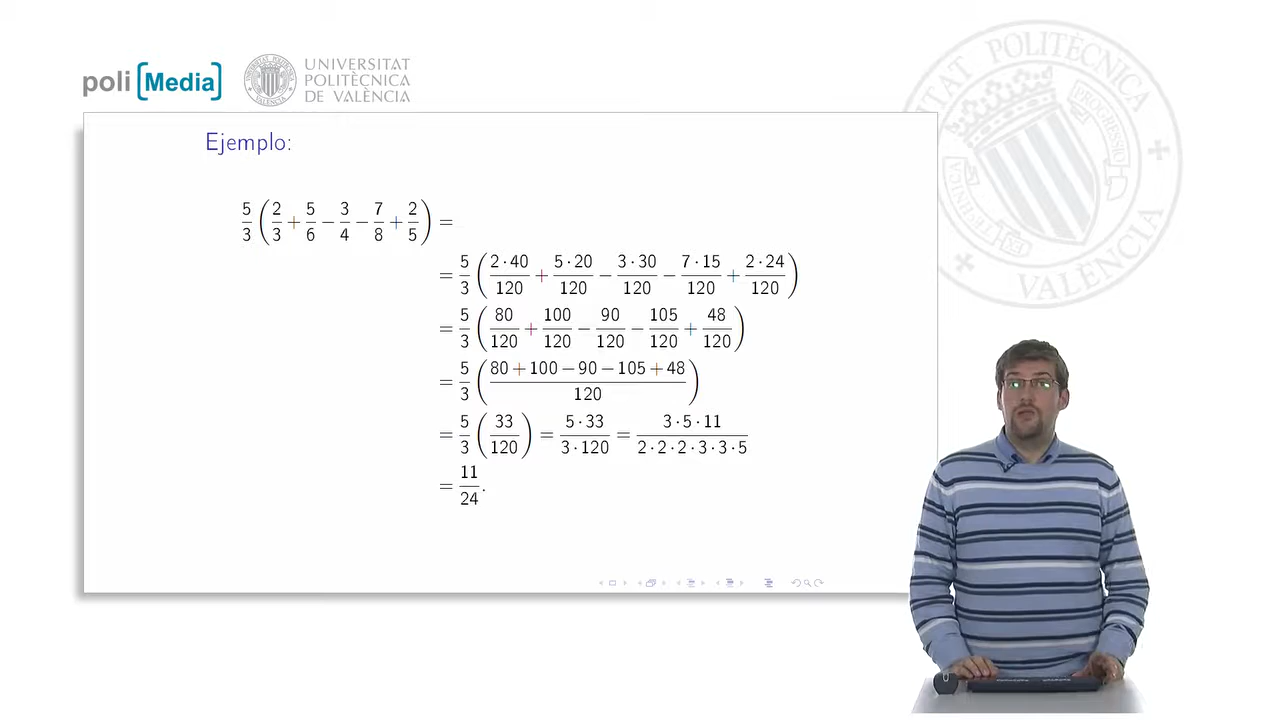 poli [Media]
UNIVERSITAT
POLITÈCNICA
DE VALÈNCIA
Ejemplo:
5/3 (2/3 + 5/6 − 3/4 − 7/8 + 2/5) =
= 5/3 (2·40/120 + 5·20/120 − 3·30/120 − 7·15/120 + 2·24/120)
= 5/3 (80/120 + 100/120 − 90/120 − 105/120 + 48/120)
= 5/3 ((80 + 100 − 90 − 105 + 48)/120)
= 5/3 (33/120) = 5·33/3·120 = 3·5·11/2·2·2·3·3·5
= 11/24.
POLITÈCNICA
VALÈNCIA